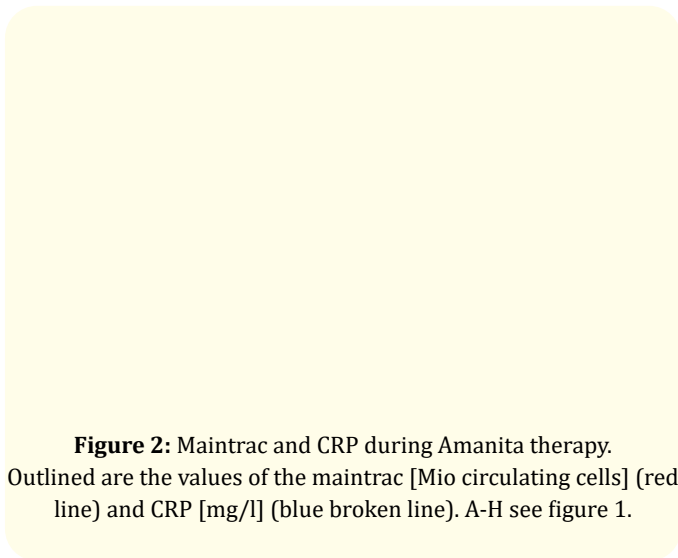 Figure 2: Maintrac and CRP during Amanita therapy.
Outlined are the values of the maintrac [Mio circulating cells] (red
line) and CRP [mg/l] (blue broken line). A-H see figure 1.